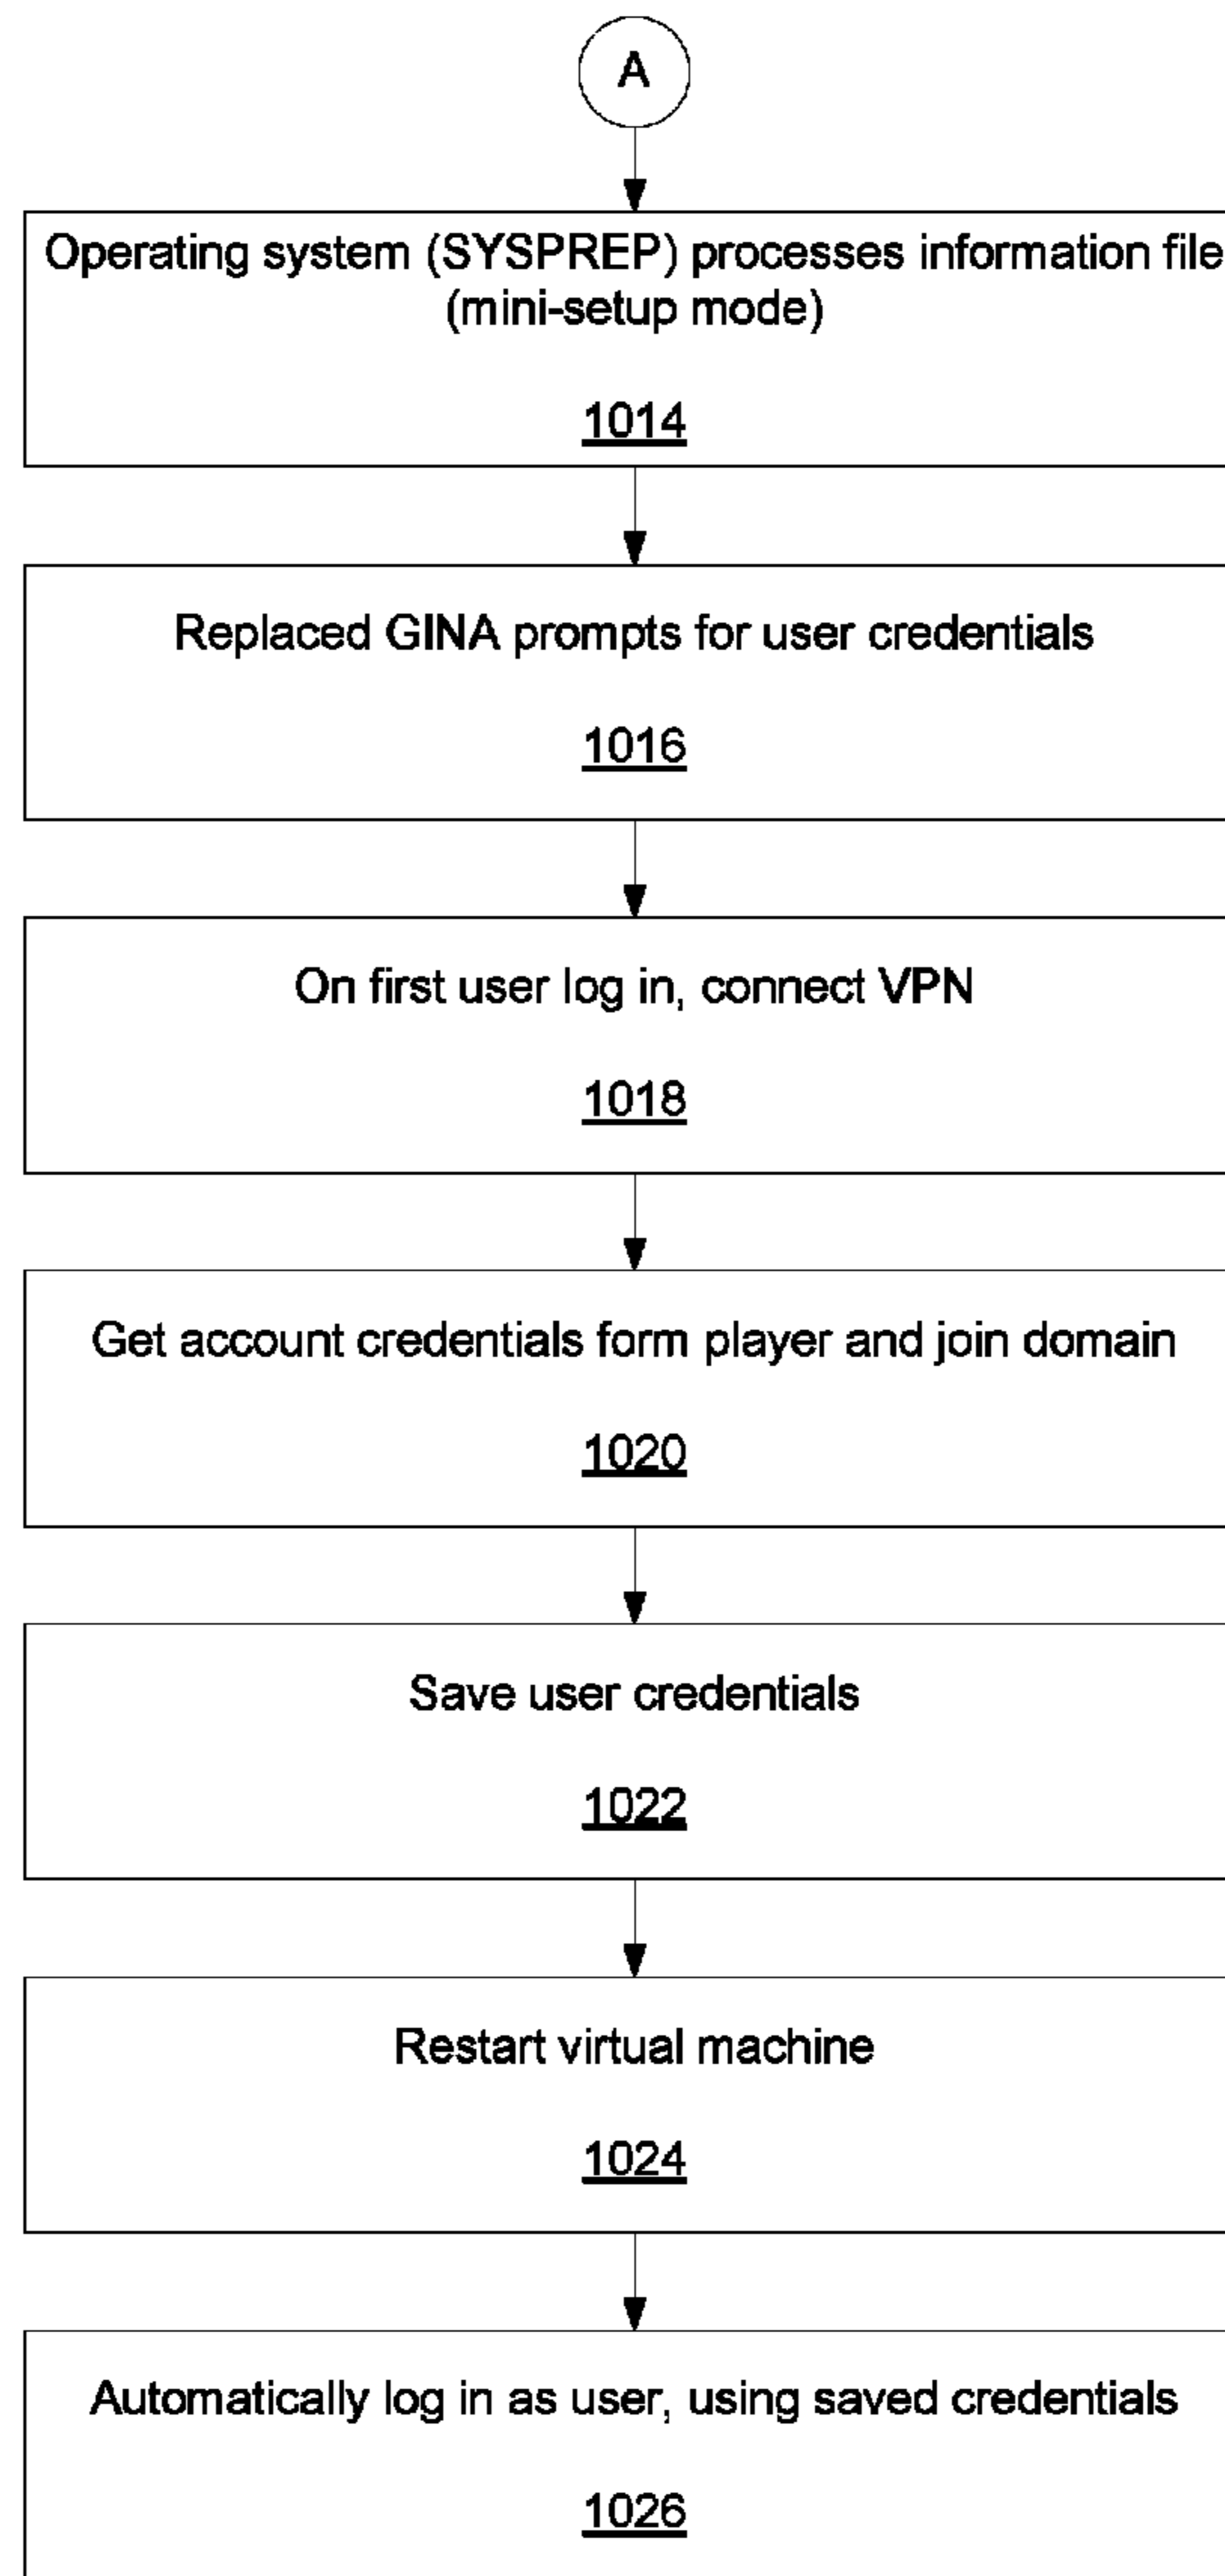 A
Operating system (SYSPREP) processes information file
(mini-setup mode)
1014
Replaced GINA prompts for user credentials
1016
On first user log in, connect VPN
1018
Get account credentials form player and join domain
1020
Save user credentials
1022
Restart virtual machine
1024
Automatically log in as user, using saved credentials
1026